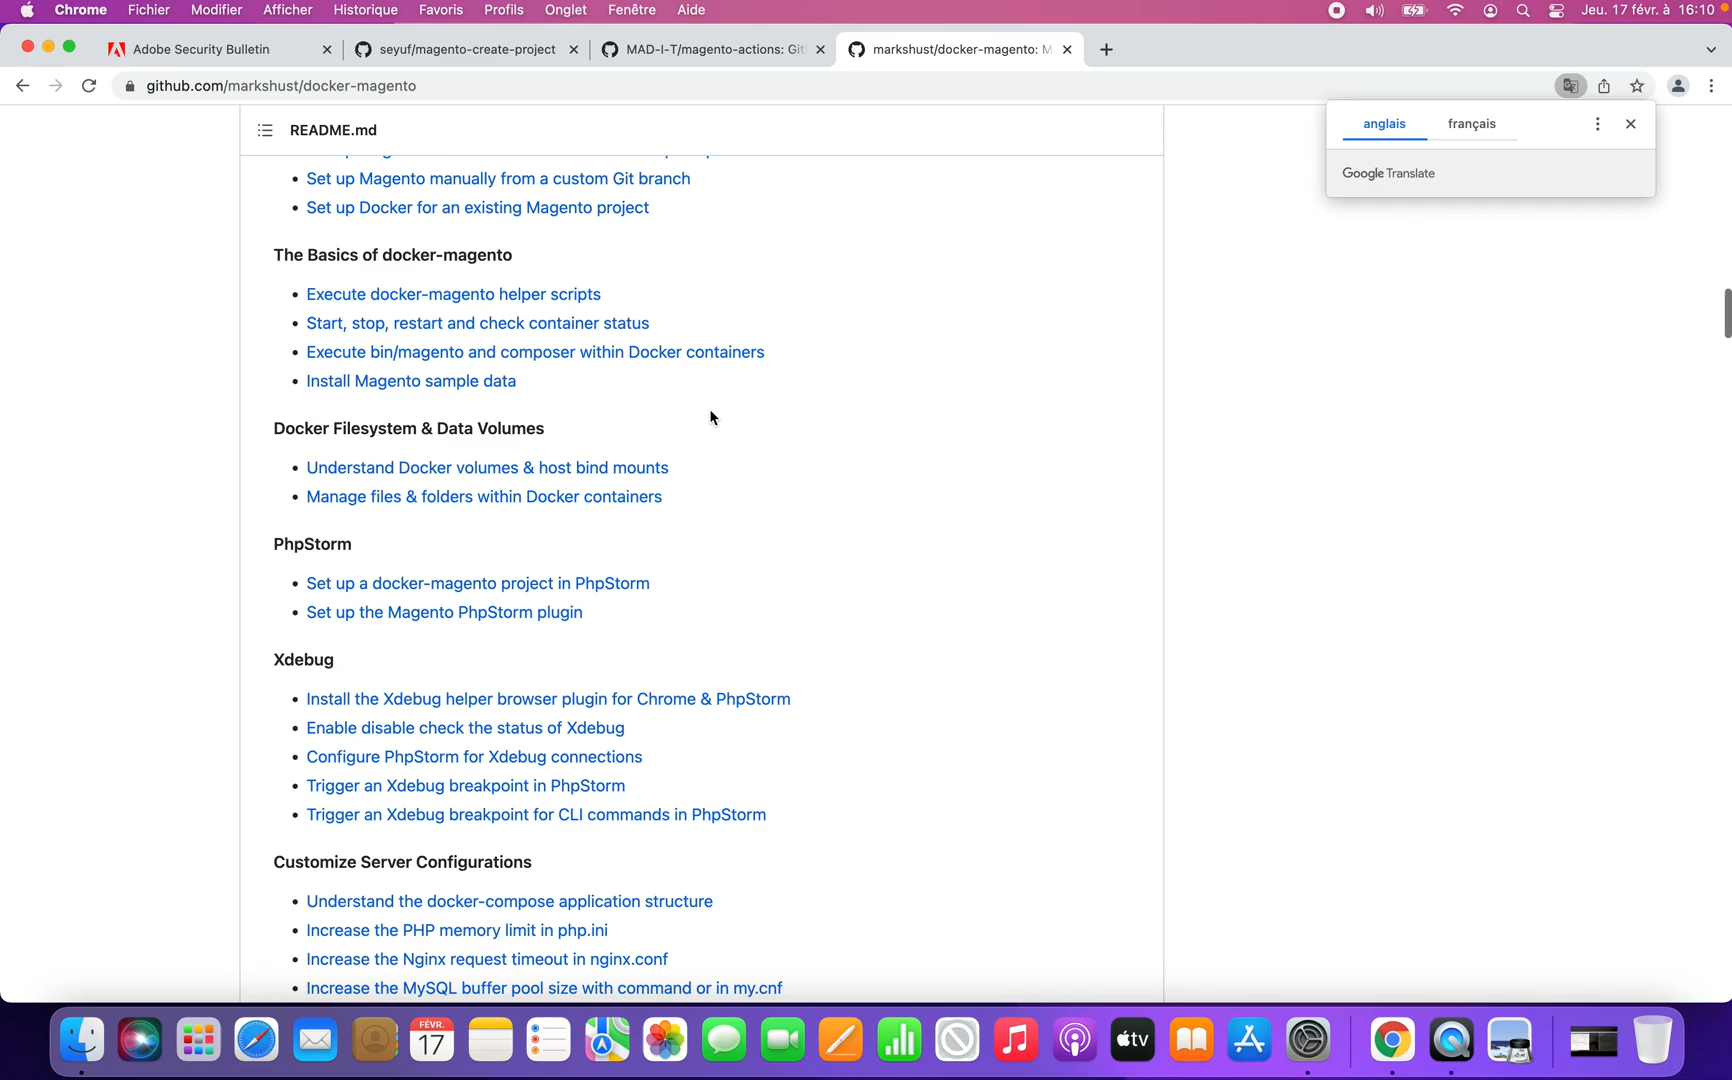 Chrome Fichier Modifier Afficher Historique Favoris Profils Onglet Fenêtre Aide Jeu. 17 févr. à 16:10
Adobe Security Bulletin
seyuf/magento-create-project
MAD-I-T/magento-actions: Git
markshust/docker-magento: M
github.com/markshust/docker-magento
anglais français
Google Translate
README.md
Set up Magento manually from a custom Git branch
Set up Docker for an existing Magento project
The Basics of docker-magento
Execute docker-magento helper scripts
Start, stop, restart and check container status
Execute bin/magento and composer within Docker containers
Install Magento sample data
Docker Filesystem & Data Volumes
Understand Docker volumes & host bind mounts
Manage files & folders within Docker containers
PhpStorm
Set up a docker-magento project in PhpStorm
Set up the Magento PhpStorm plugin
Xdebug
Install the Xdebug helper browser plugin for Chrome & PhpStorm
Enable disable check the status of Xdebug
Configure PhpStorm for Xdebug connections
Trigger an Xdebug breakpoint in PhpStorm
Trigger an Xdebug breakpoint for CLI commands in PhpStorm
Customize Server Configurations
Understand the docker-compose application structure
Increase the PHP memory limit in php.ini
Increase the Nginx request timeout in nginx.conf
Increase the MySQL buffer pool size with command or in my.cnf
FÉVR.
17
tv